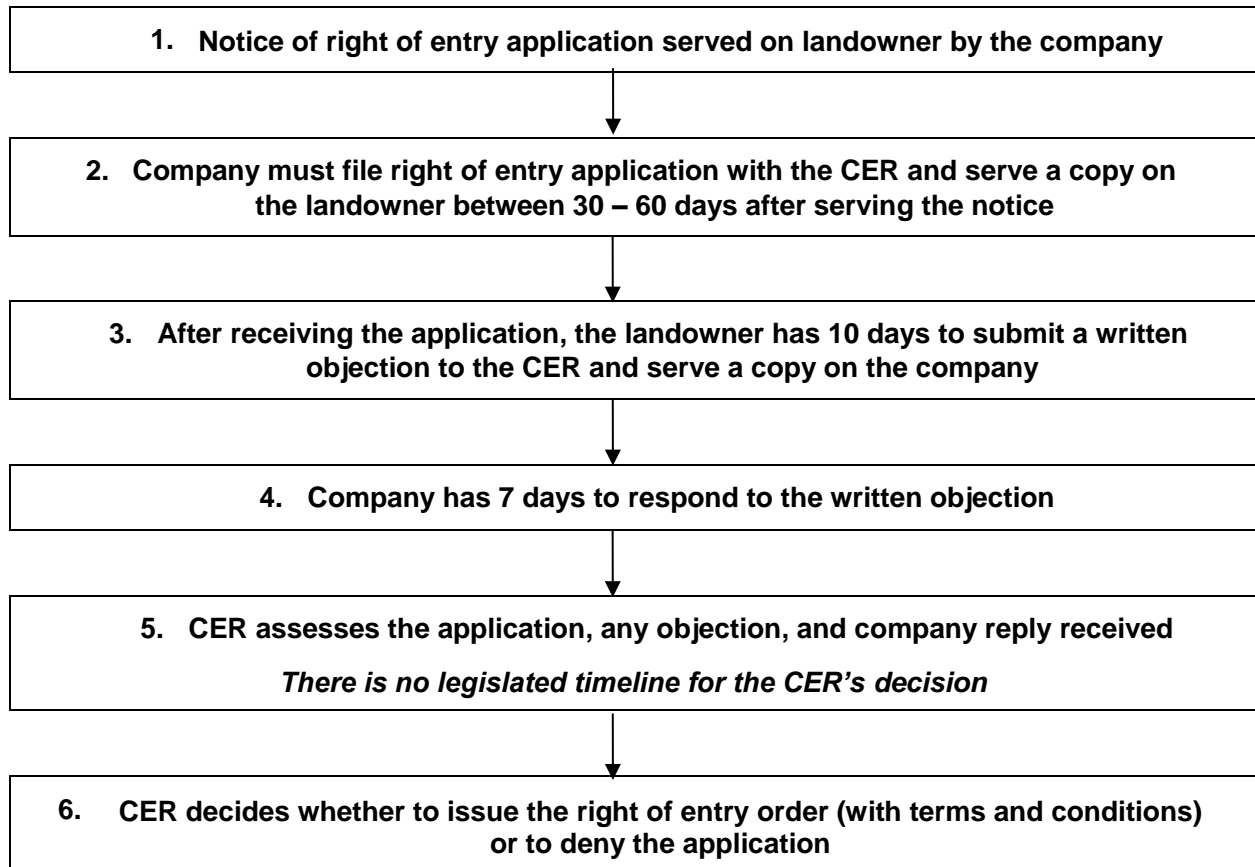 1. Notice of right of entry application served on landowner by the company
2. Company must file right of entry application with the CER and serve a copy on
the landowner between 30 – 60 days after serving the notice
3. After receiving the application, the landowner has 10 days to submit a written
objection to the CER and serve a copy on the company
4. Company has 7 days to respond to the written objection
5. CER assesses the application, any objection, and company reply received
There is no legislated timeline for the CER’s decision
6. CER decides whether to issue the right of entry order (with terms and conditions)
or to deny the application